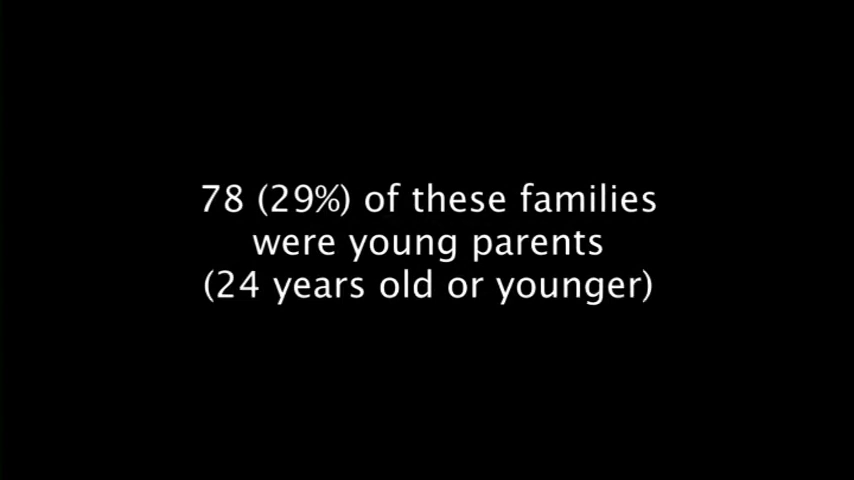 78 (29%) of these families
were young parents
(24 years old or younger)